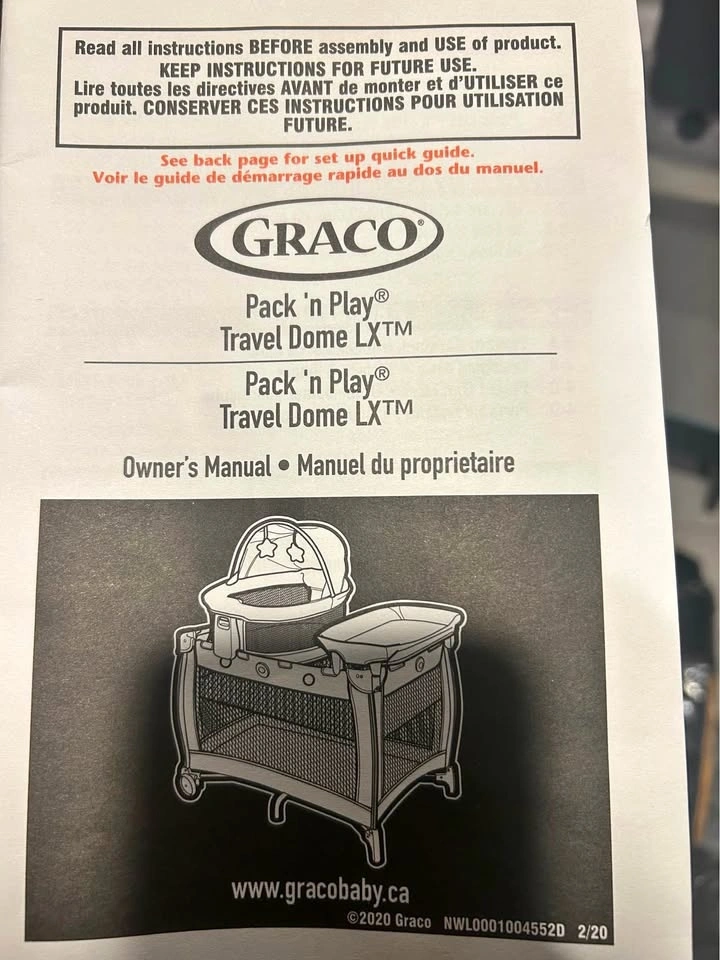 Read all instructions BEFORE assembly and USE of product.
KEEP INSTRUCTIONS FOR FUTURE USE.
Lire toutes les directives AVANT de monter et d'UTILISER ce
produit. CONSERVER CES INSTRUCTIONS POUR UTILISATION
FUTURE.
See back page for set up quick guide.
Voir le guide de démarrage rapide au dos du manuel.
GRACO®
Pack 'n Play®
Travel Dome LX™
Pack 'n Play®
Travel Dome LX™
Owner's Manual • Manuel du proprietaire
www.gracobaby.ca
©2020 Graco NWL0001004552D 2/20